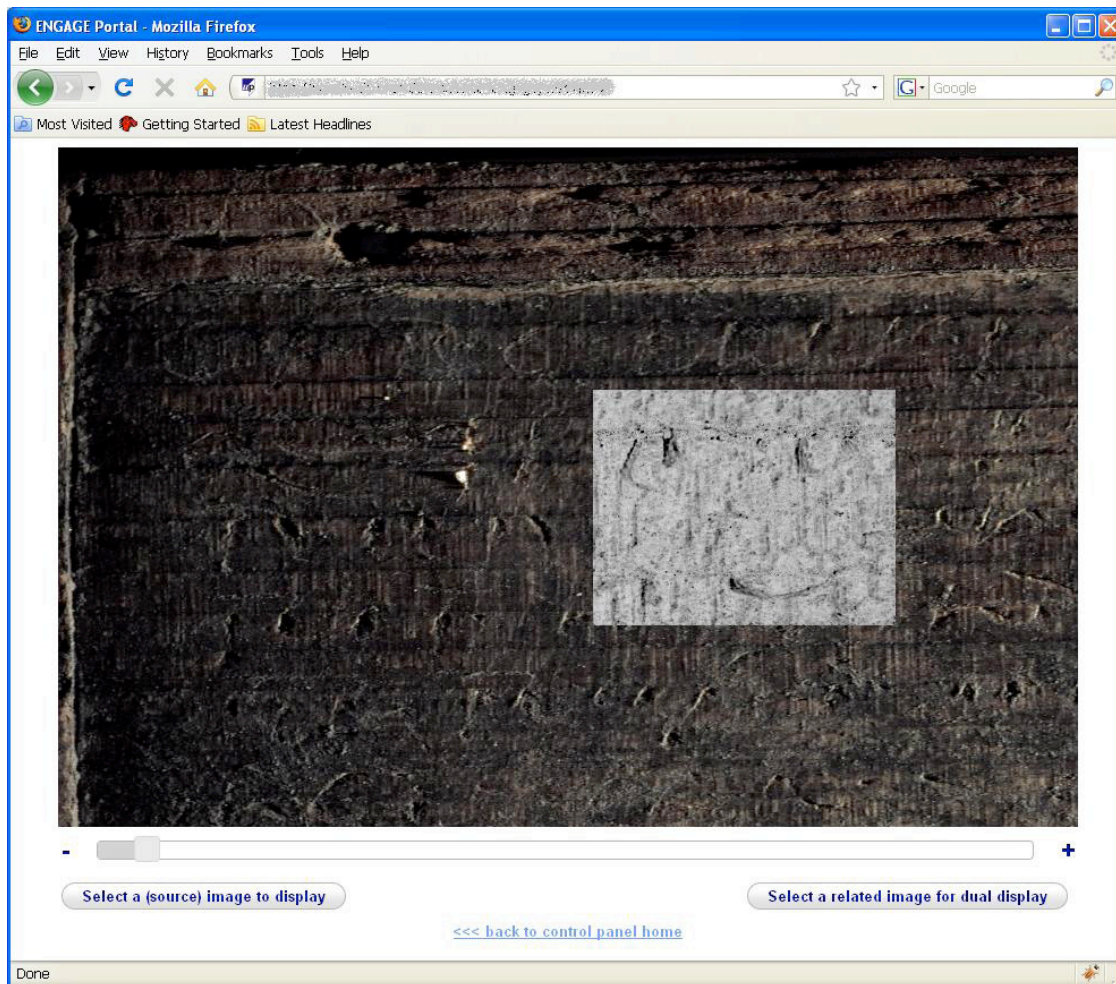 ENGAGE Portal - Mozilla Firefox
File Edit View History Bookmarks Tools Help
G Google
Most Visited Getting Started Latest Headlines
- +
Select a (source) image to display Select a related image for dual display
<<< back to control panel home
Done